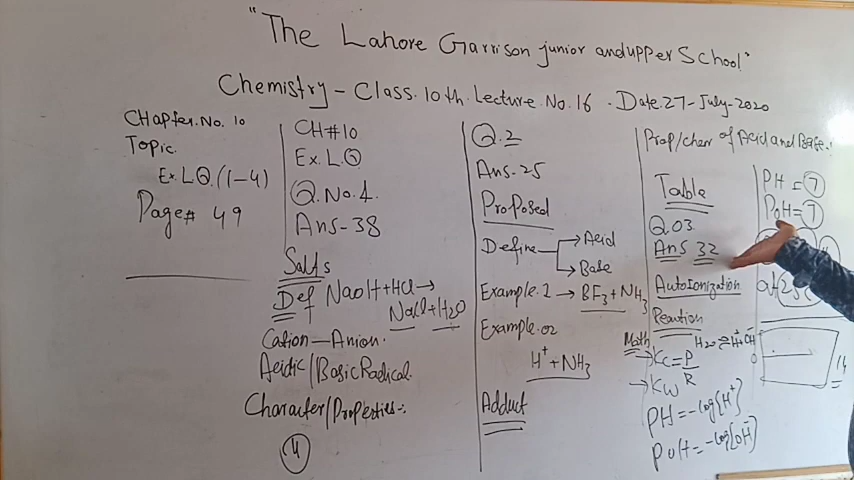 "The Lahore Garrison junior and upper School"
Chemistry - Class. 10th. Lecture. No. 16 . Date. 27 - July - 2020
CHapter. No. 10
Topic.
Ex. L Q. (1-4)
Page# 49
CH # 10
Ex. L Q
Q. No. 4.
Ans - 38
Salts
Def NaoH + HCl →
NaCl + H2O
Cation — Anion.
Acidic / Basic Radical.
Character / Properties :-
4
Q. 2
Ans. 25
Proposed
Define → Acid
→ Base
Example. 1 → BF3 + NH3
Example. 02
H+ + NH3
Adduct
Prop/char of Acid and Base :
Table
Q. 03
Ans 32
Autoionization
Reaction
H2O ⇌ H+ OH-
Math
→ Kc = P/R
→ Kw
PH = -log[H+]
POH = -log[OH-]
PH = 7
POH = 7
at 25
14